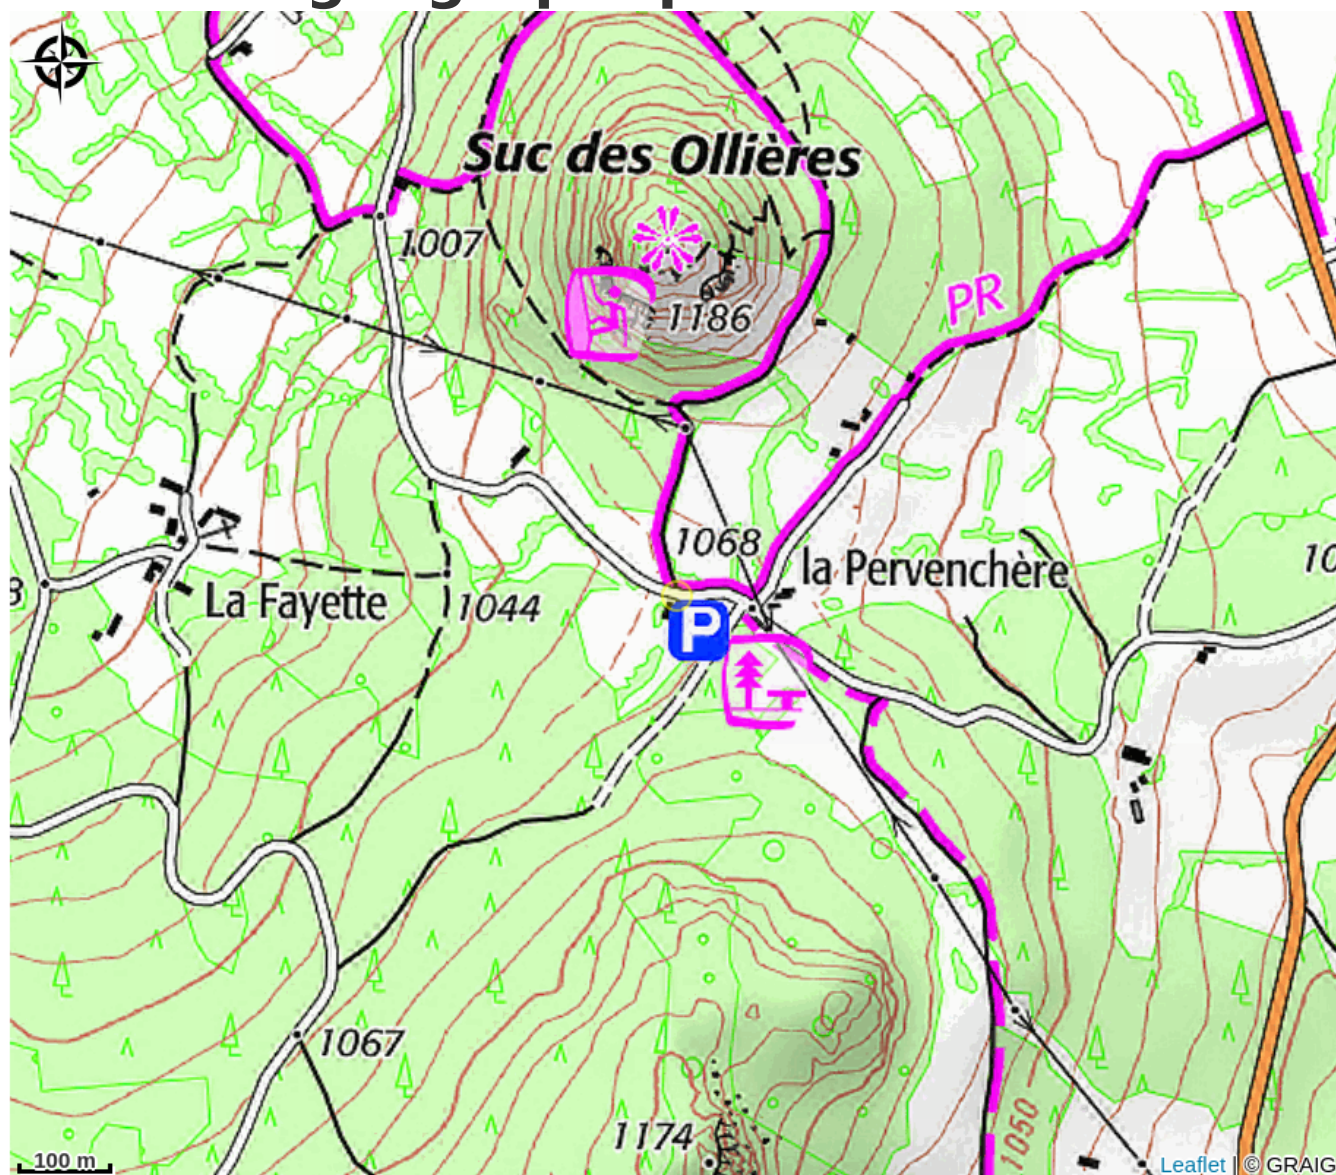 Suc des Ollières
1007
PR
1186
1068
la Pervenchère
La Fayette
1044
P
1067
1174
1050
100 m
Leaflet | © GRAIG